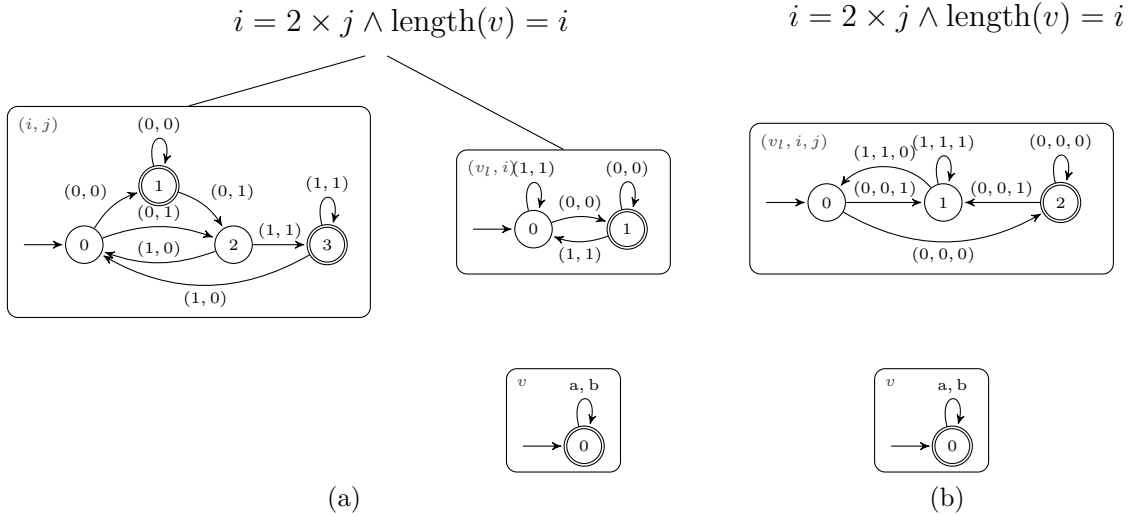 i = 2 × j ∧ length(v) = i
i = 2 × j ∧ length(v) = i
(i, j)
(0, 0)
1
(0, 0)
(0, 1)
(0, 1)
(1, 1)
0
2
(1, 1)
3
(1, 0)
(1, 0)
(v_l, i)
(1, 1)
(0, 0)
(0, 0)
0
1
(1, 1)
(v_l, i, j)
(1, 1, 0)
(1, 1, 1)
(0, 0, 0)
(0, 0, 1)
(0, 0, 1)
0
1
2
(0, 0, 0)
v
a, b
0
v
a, b
0
(a)
(b)